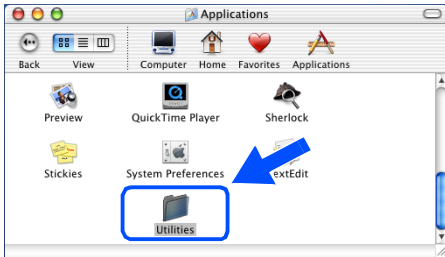 Applications
Back View Computer Home Favorites Applications
Preview QuickTime Player Sherlock
Stickies System Preferences extEdit
Utilities